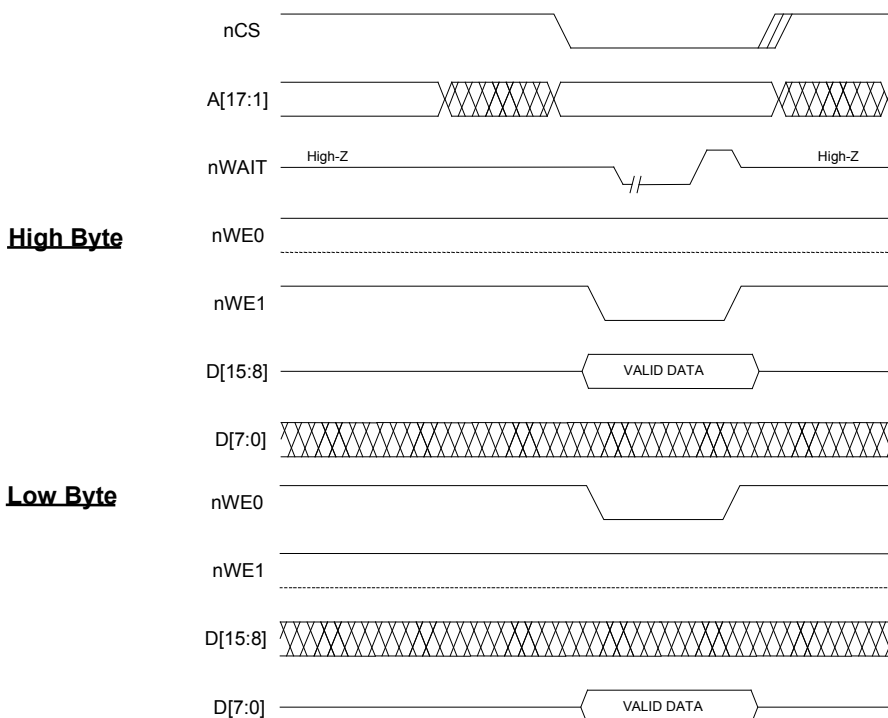 nCS
A[17:1]
nWAIT
High-Z
High-Z
High Byte
nWE0
nWE1
D[15:8]
VALID DATA
D[7:0]
Low Byte
nWE0
nWE1
D[15:8]
D[7:0]
VALID DATA